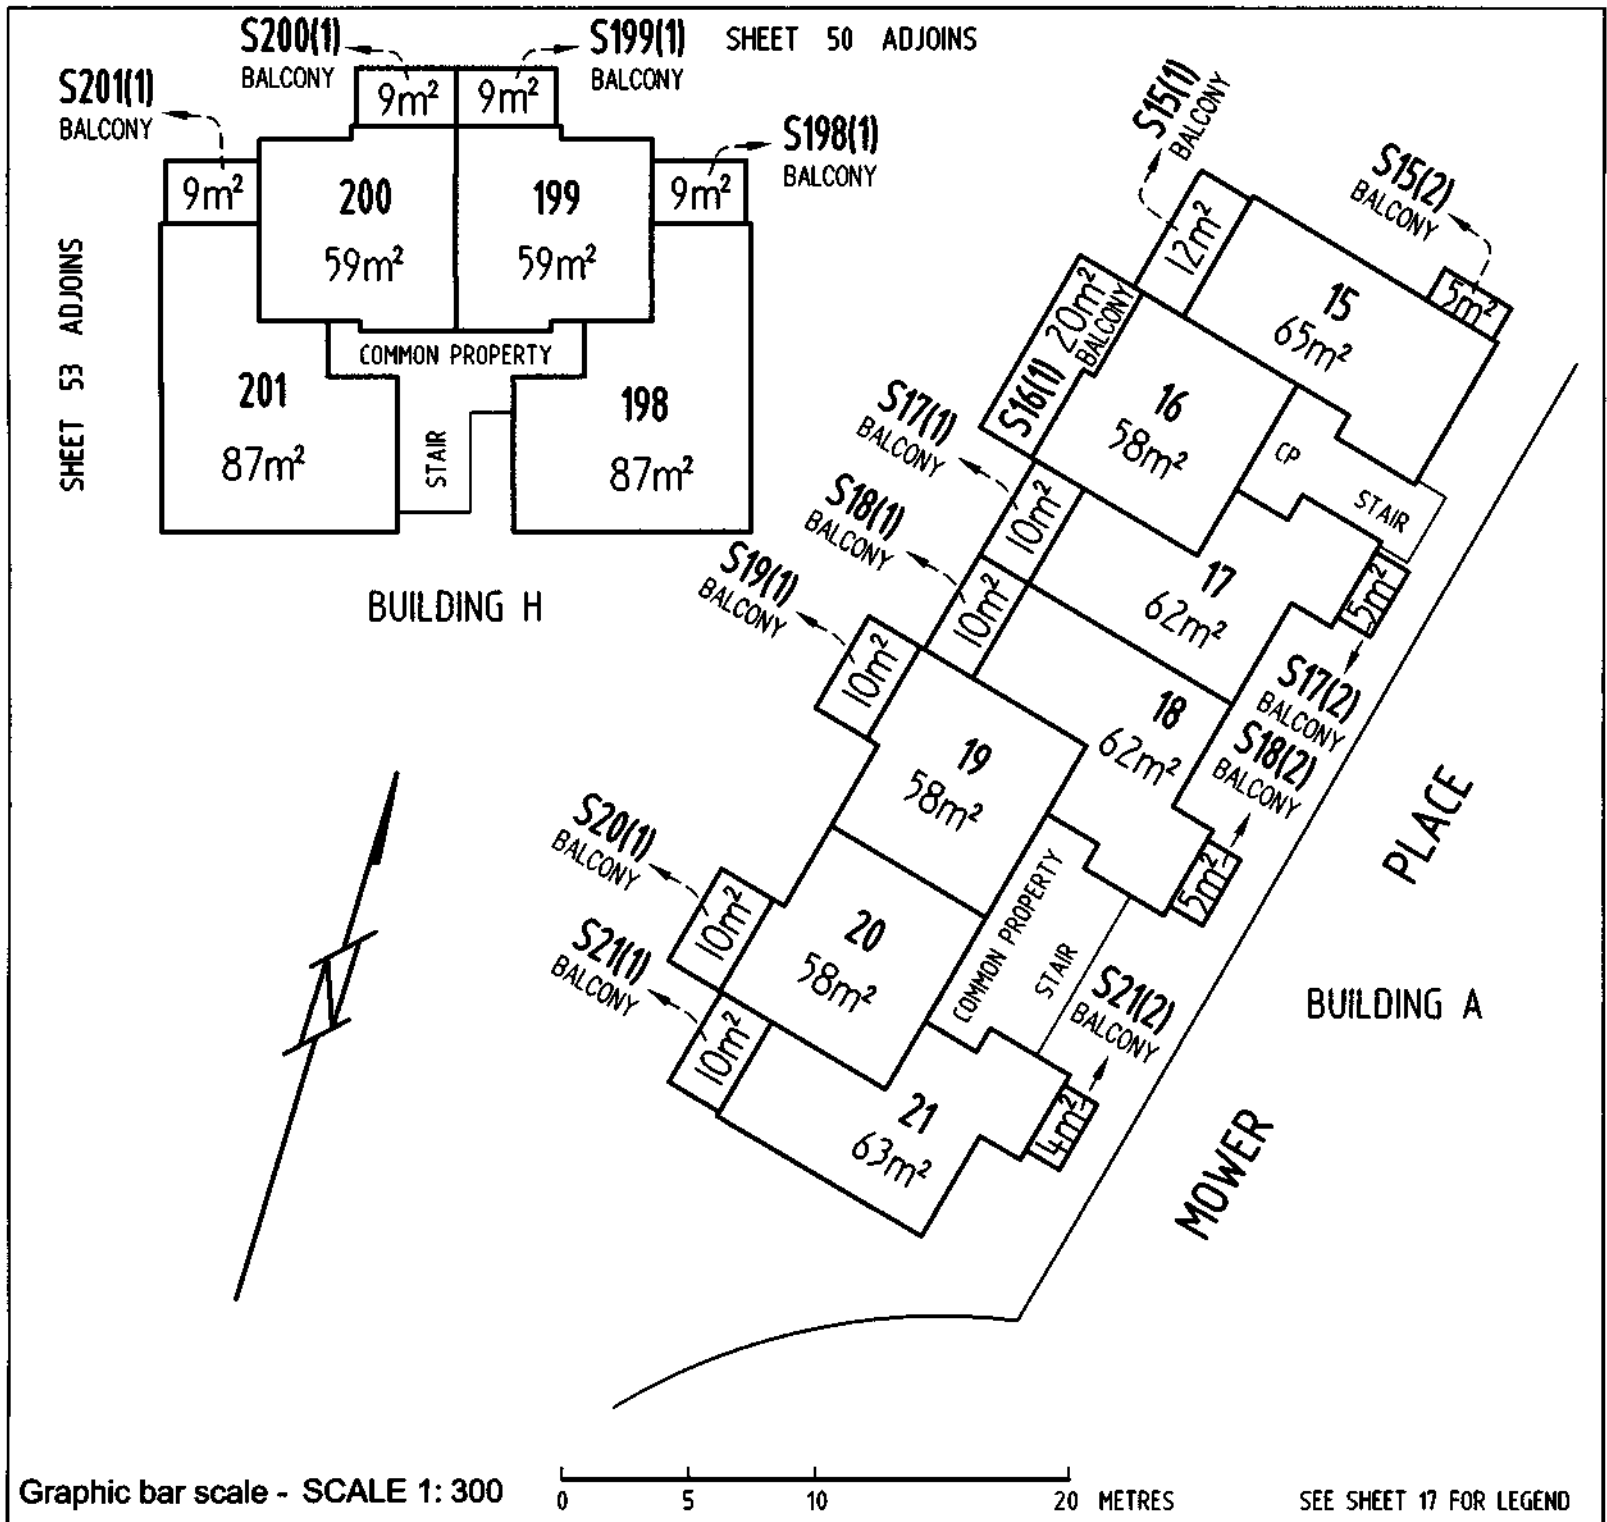 S200(1)
BALCONY
S199(1)
BALCONY
SHEET 50 ADJOINS
S201(1)
BALCONY
9m²
9m²
S198(1)
BALCONY
9m²
200
59m²
199
59m²
9m²
SHEET 53 ADJOINS
COMMON PROPERTY
201
87m²
STAIR
198
87m²
BUILDING H
S15(1)
BALCONY
S15(2)
BALCONY
12m²
5m²
15
65m²
S16(1) 20m²
BALCONY
16
58m²
CP
STAIR
S17(1)
BALCONY
10m²
17
62m²
5m²
S17(2)
BALCONY
S18(1)
BALCONY
10m²
18
62m²
S18(2)
BALCONY
5m²
S19(1)
BALCONY
10m²
19
58m²
S20(1)
BALCONY
10m²
20
58m²
COMMON PROPERTY
STAIR
S21(1)
BALCONY
10m²
21
63m²
S21(2)
BALCONY
4m²
MOWER PLACE
BUILDING A
N
Graphic bar scale - SCALE 1: 300
0 5 10 20 METRES
SEE SHEET 17 FOR LEGEND